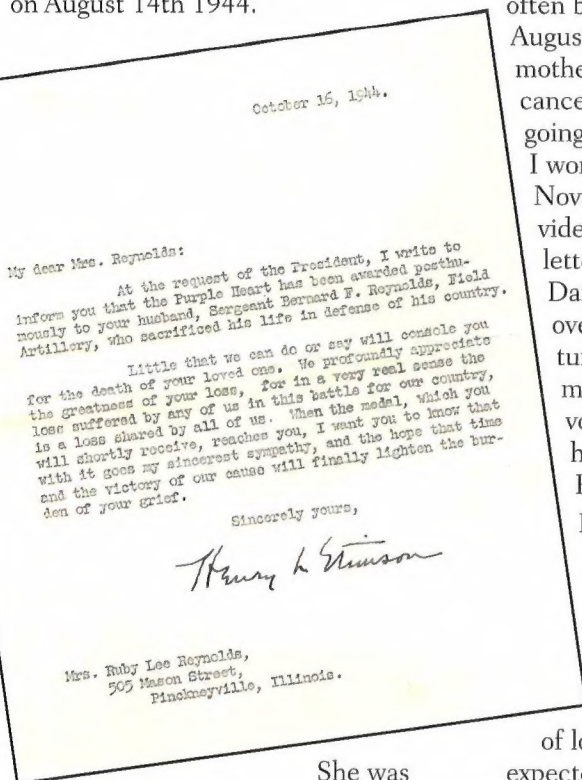 on August 14th 1944.
October 16, 1944.
My dear Mrs. Reynolds:
At the request of the President, I write to
inform you that the Purple Heart has been awarded posthu-
mously to your husband, Sergeant Bernard F. Reynolds, Field
Artillery, who sacrificed his life in defense of his country.
Little that we can do or say will console you
for the death of your loved one. We profoundly appreciate
the greatness of your loss, for in a very real sense the
loss suffered by any of us in this battle for our country,
is a loss shared by all of us. When the medal, which you
will shortly receive, reaches you, I want you to know that
with it goes my sincerest sympathy, and the hope that time
and the victory of our cause will finally lighten the bur-
den of your grief.
Sincerely yours,
Henry L Stimson
Mrs. Ruby Lee Reynolds,
505 Mason Street,
Pinckneyville, Illinois.
She was
often b
Augus
mothe
cance
going
I wor
Nov
vide
lett
Da
ove
tu
m
vo
h
of lo
expect